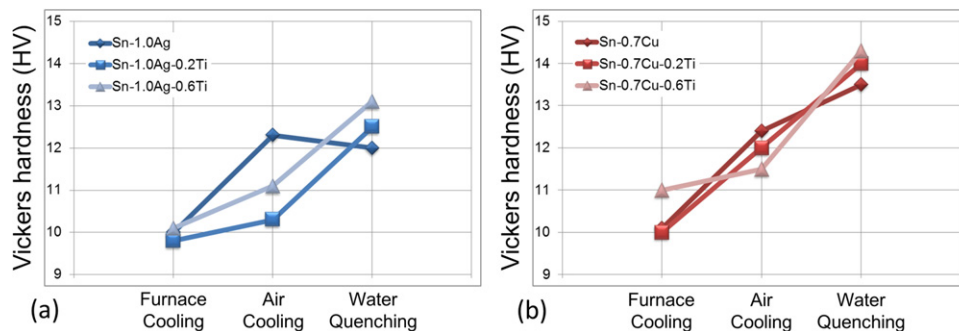 15
14
13
12
11
10
9
Vickers hardness (HV)
Sn-1.0Ag
Sn-1.0Ag-0.2Ti
Sn-1.0Ag-0.6Ti
(a)
Furnace Cooling
Air Cooling
Water Quenching
15
14
13
12
11
10
9
Vickers hardness (HV)
Sn-0.7Cu
Sn-0.7Cu-0.2Ti
Sn-0.7Cu-0.6Ti
(b)
Furnace Cooling
Air Cooling
Water Quenching